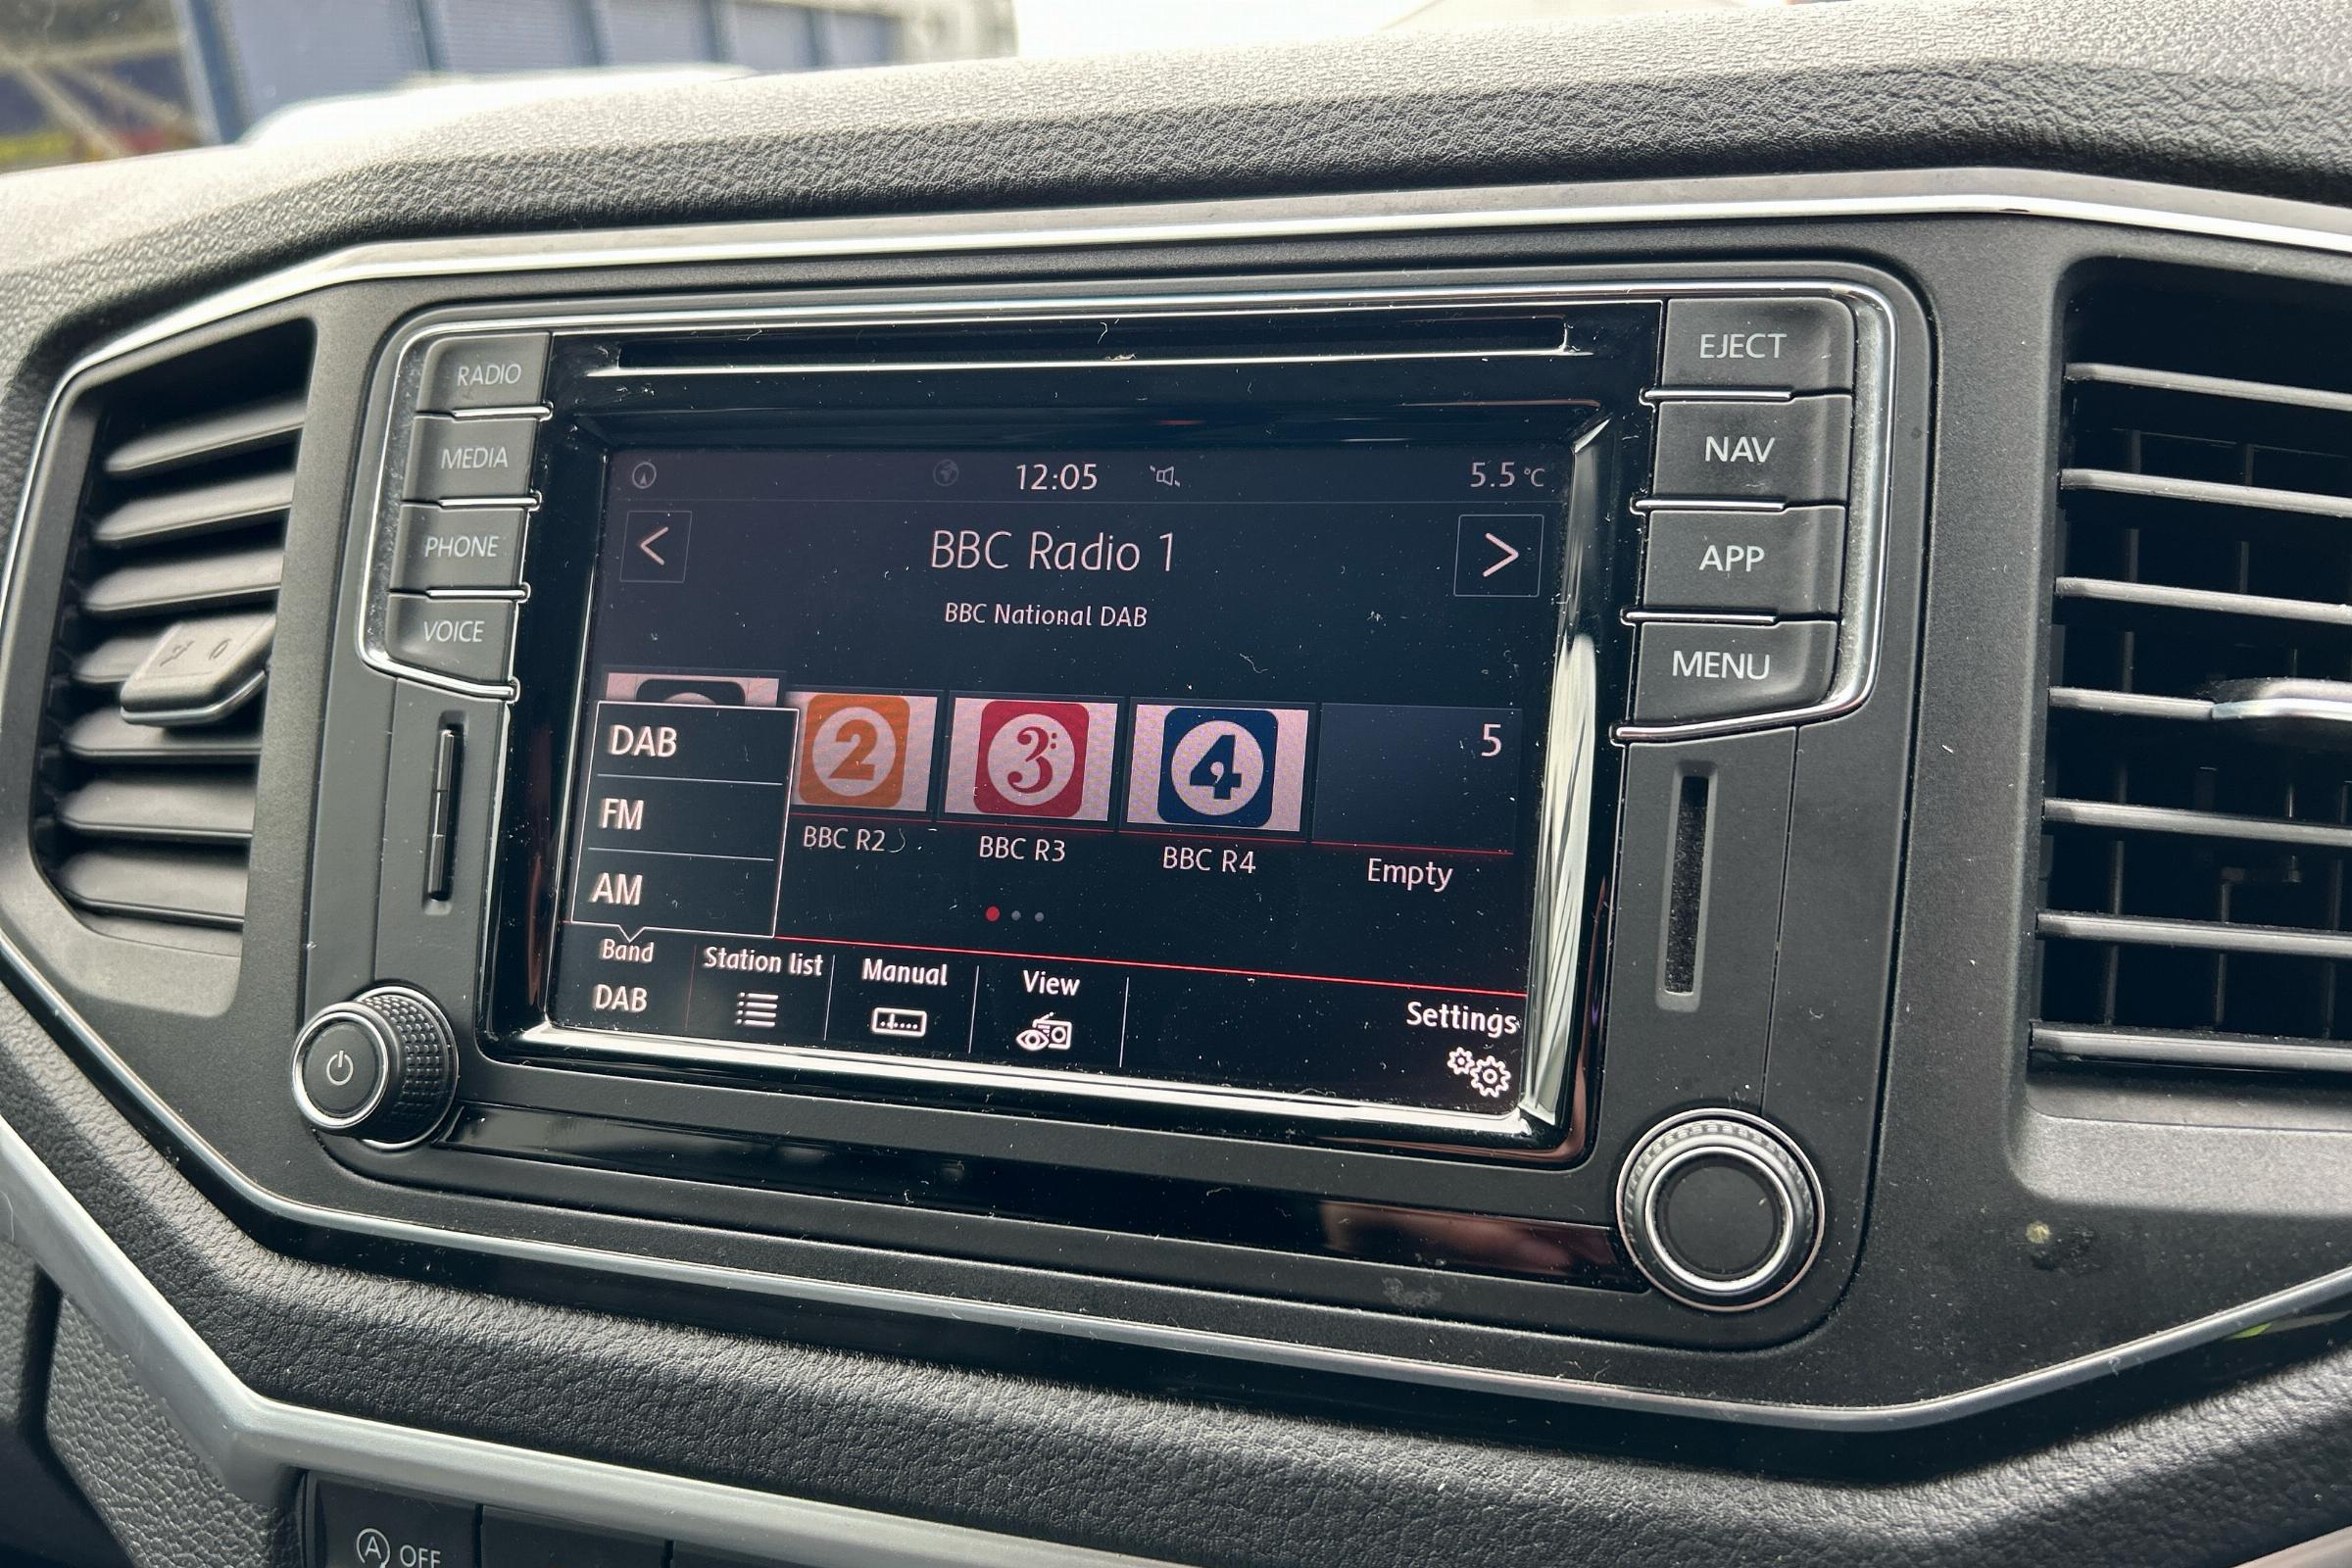 RADIO
MEDIA
PHONE
VOICE
EJECT
NAV
APP
MENU
12:05
5.5 °C
<
BBC Radio 1
>
BBC National DAB
DAB
FM
AM
2
3
4
5
BBC R2
BBC R3
BBC R4
Empty
Band
DAB
Station list
Manual
View
Settings
A OFF